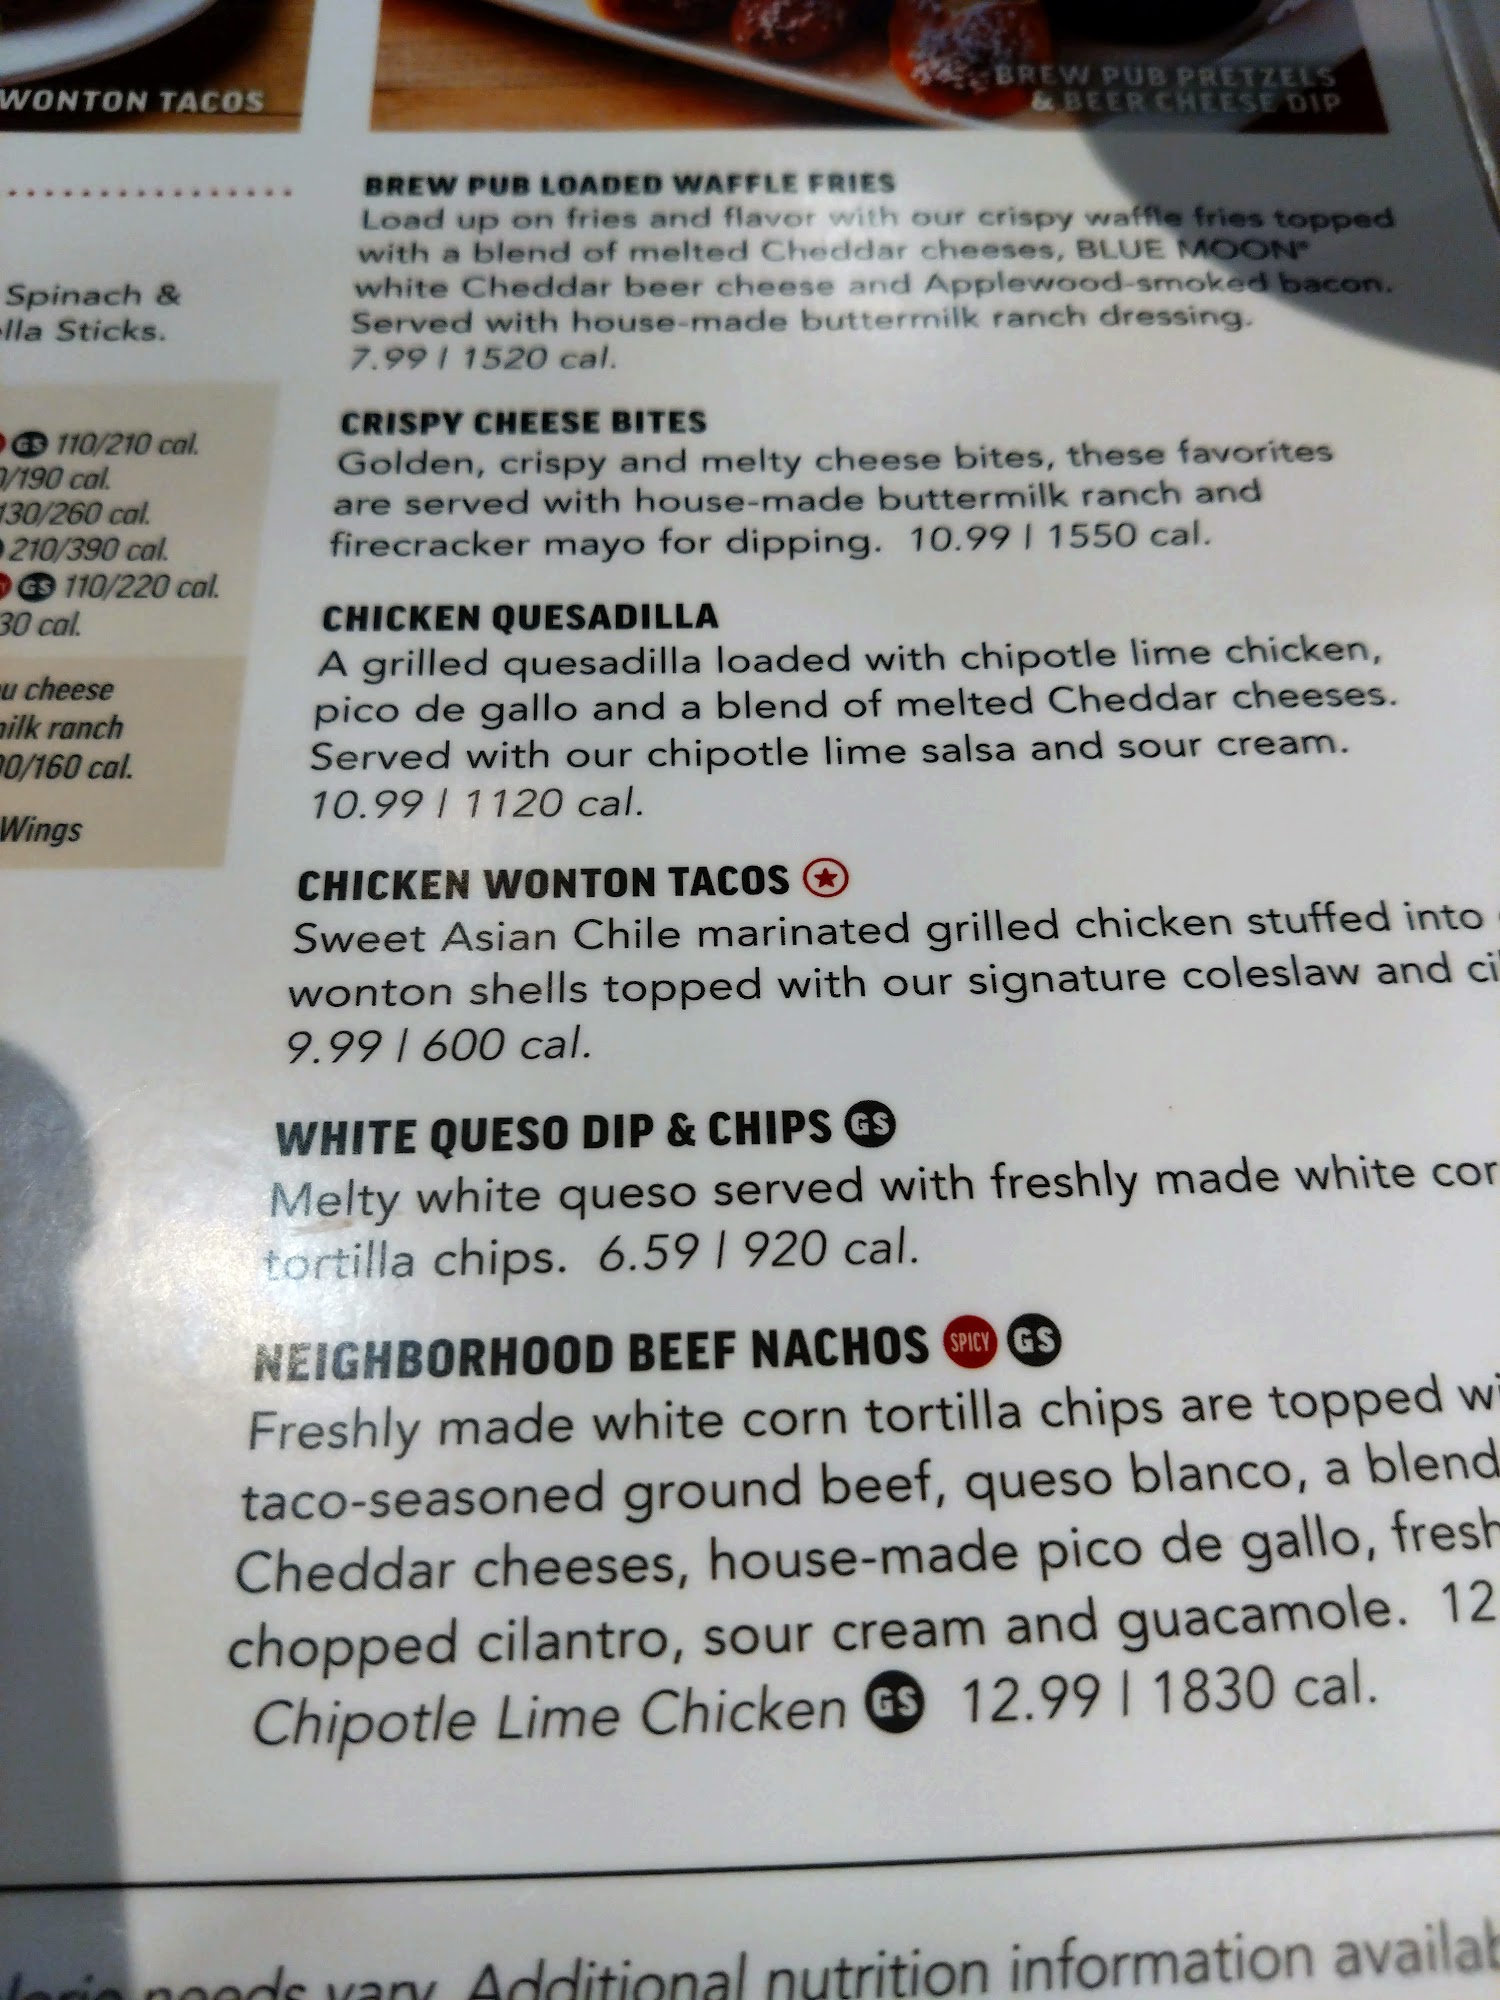 WONTON TACOS
BREW PUB PRETZELS
& BEER CHEESE DIP
Spinach &
lla Sticks.
GS 110/210 cal.
0/190 cal.
130/260 cal.
210/390 cal.
GS 110/220 cal.
30 cal.
u cheese
milk ranch
00/160 cal.
Wings
BREW PUB LOADED WAFFLE FRIES
Load up on fries and flavor with our crispy waffle fries topped
with a blend of melted Cheddar cheeses, BLUE MOON®
white Cheddar beer cheese and Applewood-smoked bacon.
Served with house-made buttermilk ranch dressing.
7.99 | 1520 cal.
CRISPY CHEESE BITES
Golden, crispy and melty cheese bites, these favorites
are served with house-made buttermilk ranch and
firecracker mayo for dipping. 10.99 | 1550 cal.
CHICKEN QUESADILLA
A grilled quesadilla loaded with chipotle lime chicken,
pico de gallo and a blend of melted Cheddar cheeses.
Served with our chipotle lime salsa and sour cream.
10.99 | 1120 cal.
CHICKEN WONTON TACOS
Sweet Asian Chile marinated grilled chicken stuffed into
wonton shells topped with our signature coleslaw and ci
9.99 | 600 cal.
WHITE QUESO DIP & CHIPS GS
Melty white queso served with freshly made white cor
tortilla chips. 6.59 | 920 cal.
NEIGHBORHOOD BEEF NACHOS SPICY GS
Freshly made white corn tortilla chips are topped wi
taco-seasoned ground beef, queso blanco, a blend
Cheddar cheeses, house-made pico de gallo, fresh
chopped cilantro, sour cream and guacamole. 12
Chipotle Lime Chicken GS 12.99 | 1830 cal.
needs vary. Additional nutrition information availab